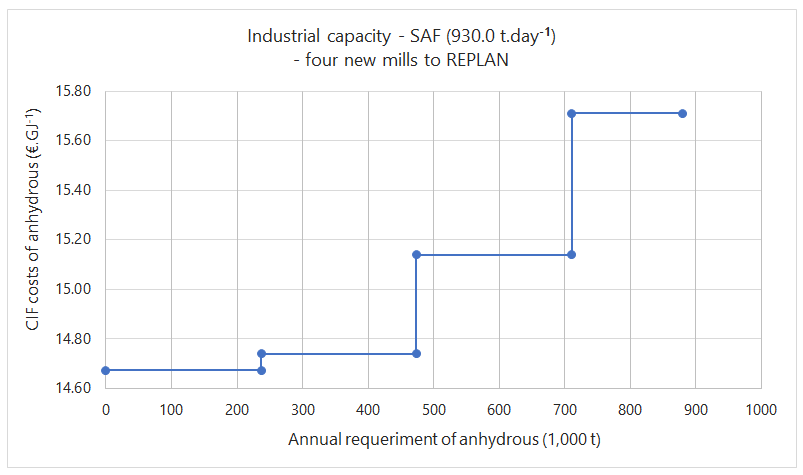 Industrial capacity - SAF (930.0 t.day-1)
- four new mills to REPLAN
CIF costs of anhydrous (€.GJ-1)
15.80
15.60
15.40
15.20
15.00
14.80
14.60
0 100 200 300 400 500 600 700 800 900 1000
Annual requeriment of anhydrous (1,000 t)